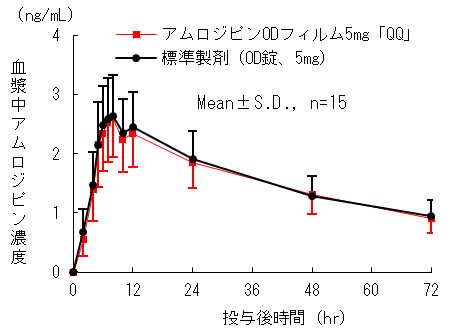 (ng/mL)
アムロジピンODフィルム5mg「QQ」
標準製剤（OD錠、5mg）
Mean±S.D., n=15
血漿中アムロジピン濃度
4
3
2
1
0
0 12 24 36 48 60 72
投与後時間 (hr)